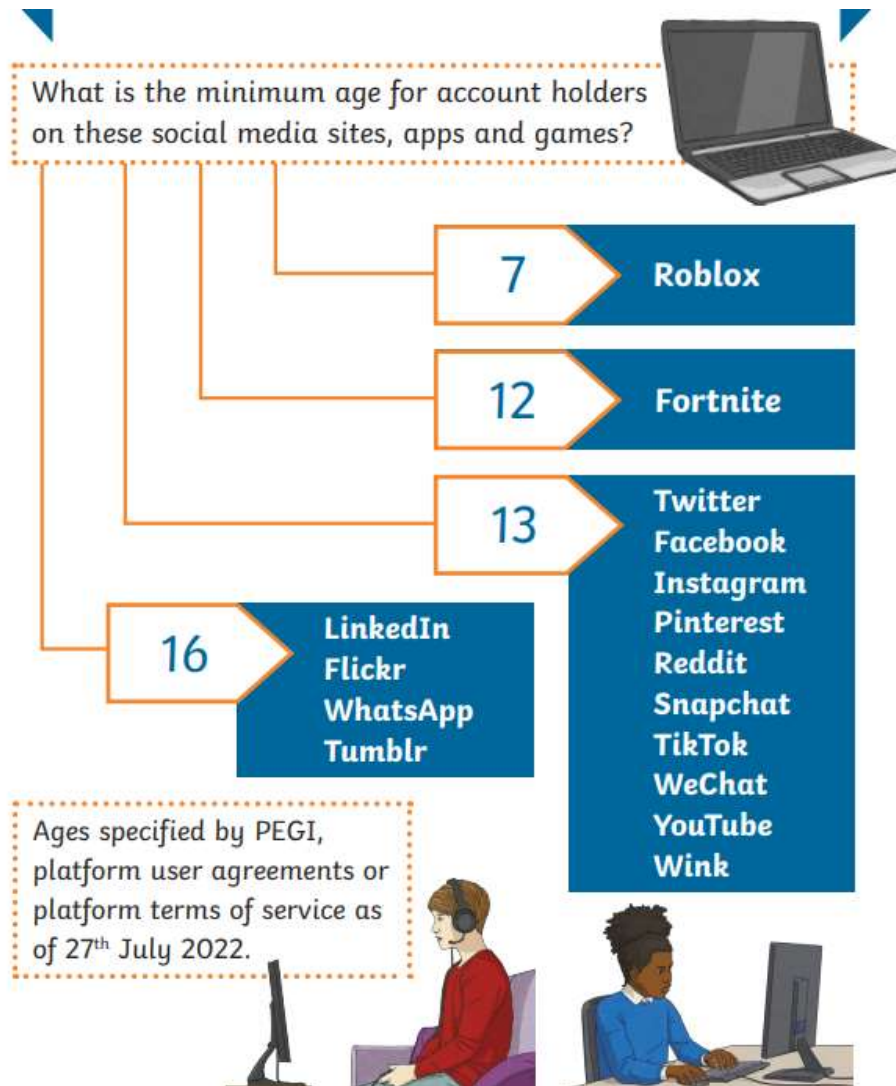 What is the minimum age for account holders
on these social media sites, apps and games?
7
Roblox
12
Fortnite
13
Twitter
Facebook
Instagram
Pinterest
Reddit
Snapchat
TikTok
WeChat
YouTube
Wink
16
LinkedIn
Flickr
WhatsApp
Tumblr
Ages specified by PEGI,
platform user agreements or
platform terms of service as
of 27th July 2022.